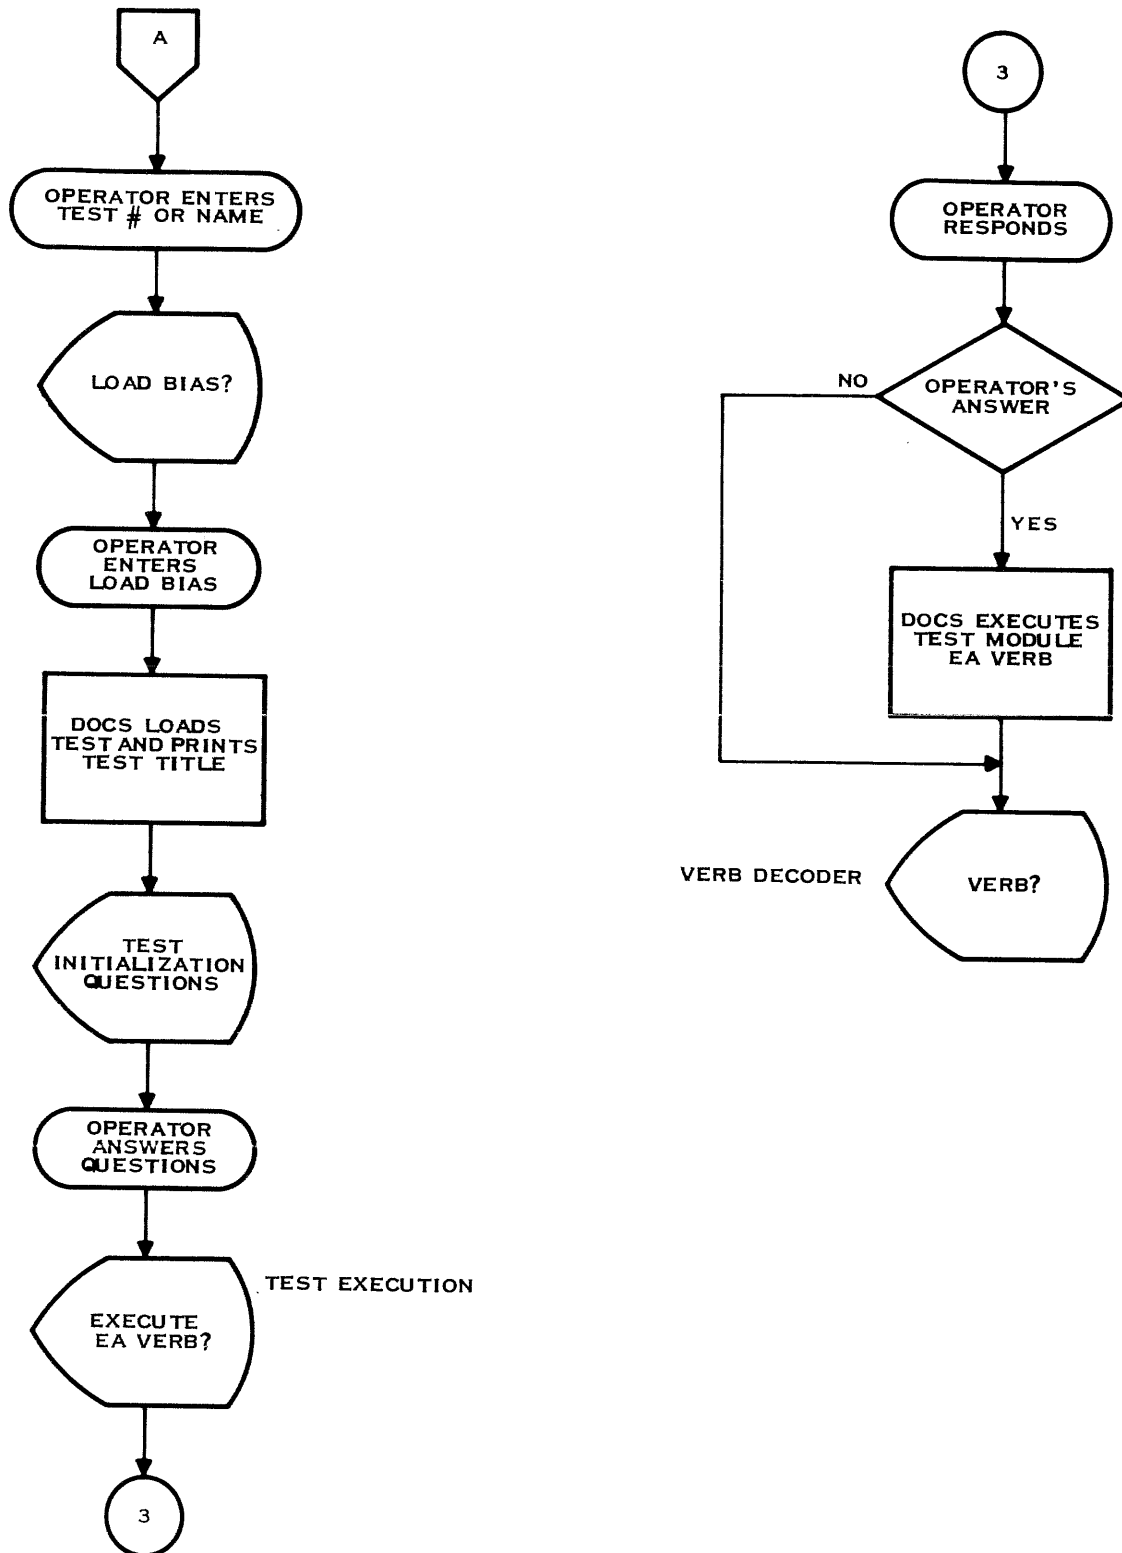 A
OPERATOR ENTERS
TEST # OR NAME
LOAD BIAS?
OPERATOR
ENTERS
LOAD BIAS
DOCS LOADS
TEST AND PRINTS
TEST TITLE
TEST
INITIALIZATION
QUESTIONS
OPERATOR
ANSWERS
QUESTIONS
TEST EXECUTION
EXECUTE
EA VERB?
3
3
OPERATOR
RESPONDS
NO
OPERATOR'S
ANSWER
YES
DOCS EXECUTES
TEST MODULE
EA VERB
VERB DECODER
VERB?